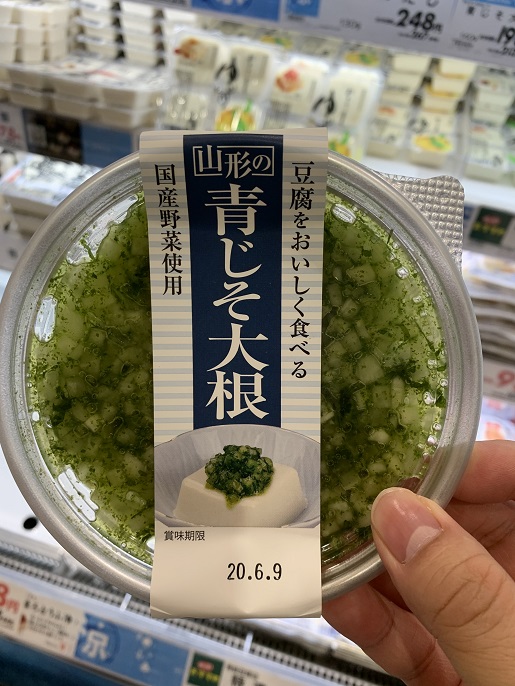 豆腐をおいしく食べる
山形の
青じそ大根
国産野菜使用
賞味期限
20.6.9
248